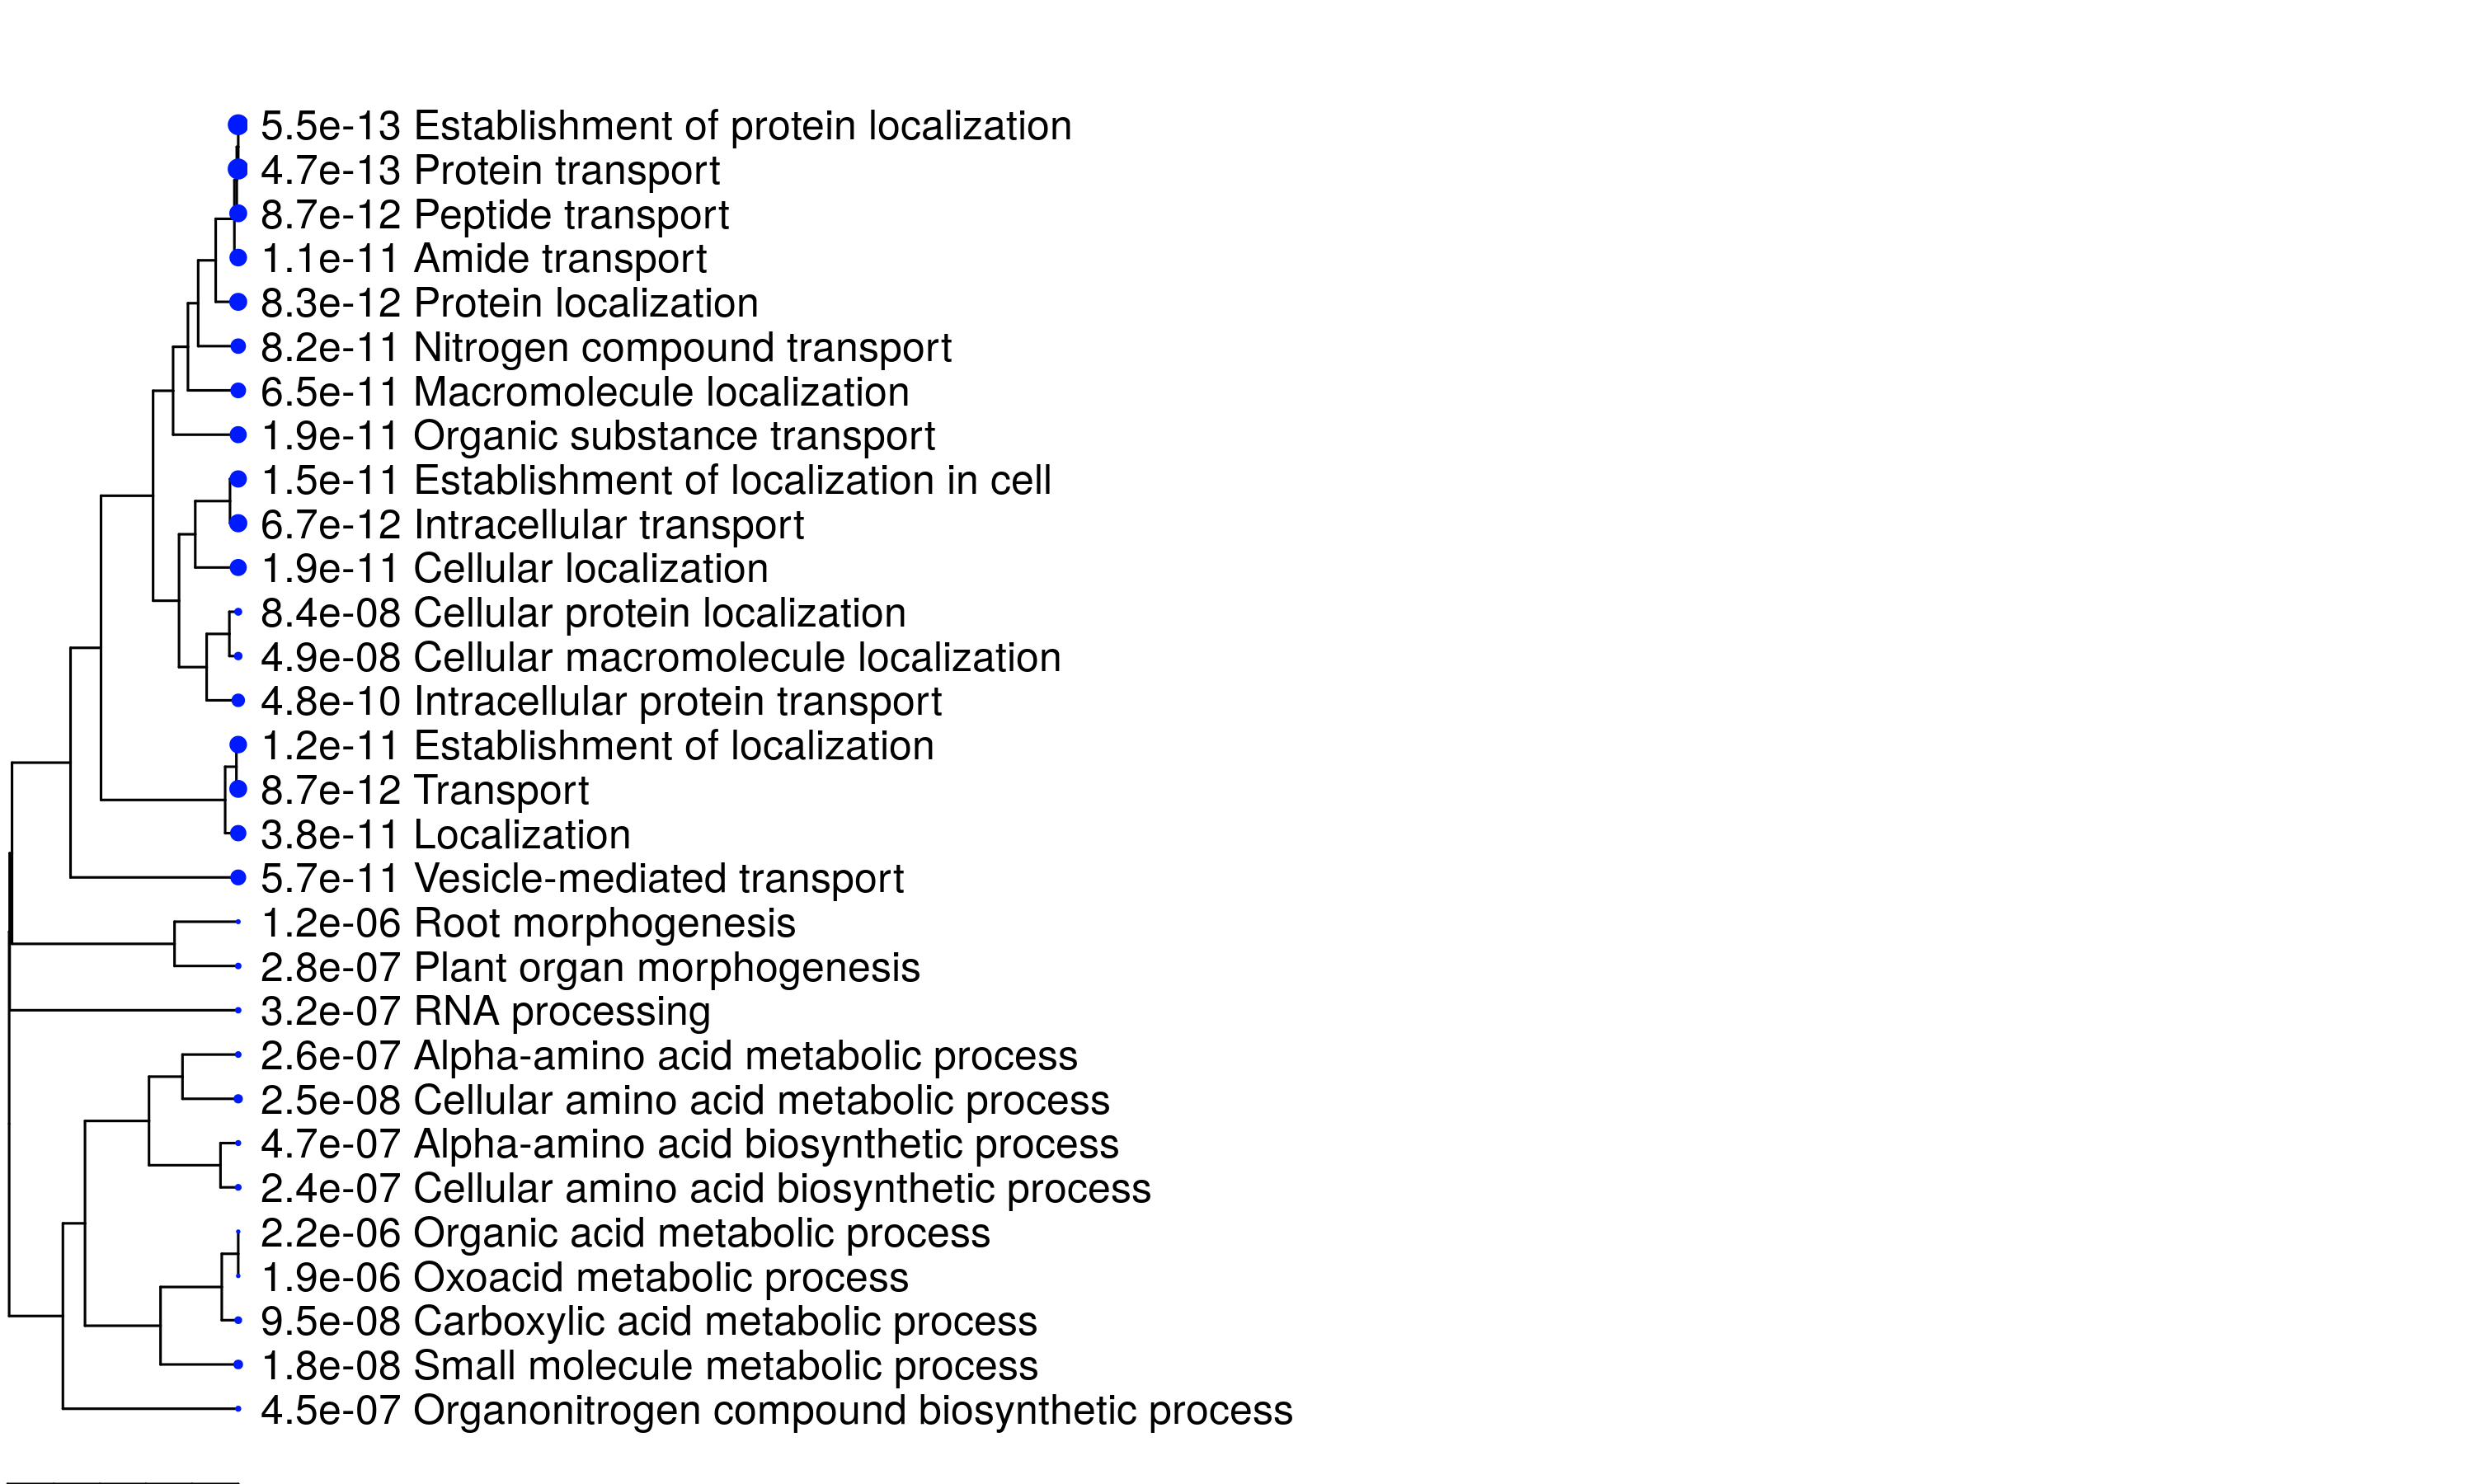 5.5e-13 Establishment of protein localization
4.7e-13 Protein transport
8.7e-12 Peptide transport
1.1e-11 Amide transport
8.3e-12 Protein localization
8.2e-11 Nitrogen compound transport
6.5e-11 Macromolecule localization
1.9e-11 Organic substance transport
1.5e-11 Establishment of localization in cell
6.7e-12 Intracellular transport
1.9e-11 Cellular localization
8.4e-08 Cellular protein localization
4.9e-08 Cellular macromolecule localization
4.8e-10 Intracellular protein transport
1.2e-11 Establishment of localization
8.7e-12 Transport
3.8e-11 Localization
5.7e-11 Vesicle-mediated transport
1.2e-06 Root morphogenesis
2.8e-07 Plant organ morphogenesis
3.2e-07 RNA processing
2.6e-07 Alpha-amino acid metabolic process
2.5e-08 Cellular amino acid metabolic process
4.7e-07 Alpha-amino acid biosynthetic process
2.4e-07 Cellular amino acid biosynthetic process
2.2e-06 Organic acid metabolic process
1.9e-06 Oxoacid metabolic process
9.5e-08 Carboxylic acid metabolic process
1.8e-08 Small molecule metabolic process
4.5e-07 Organonitrogen compound biosynthetic process